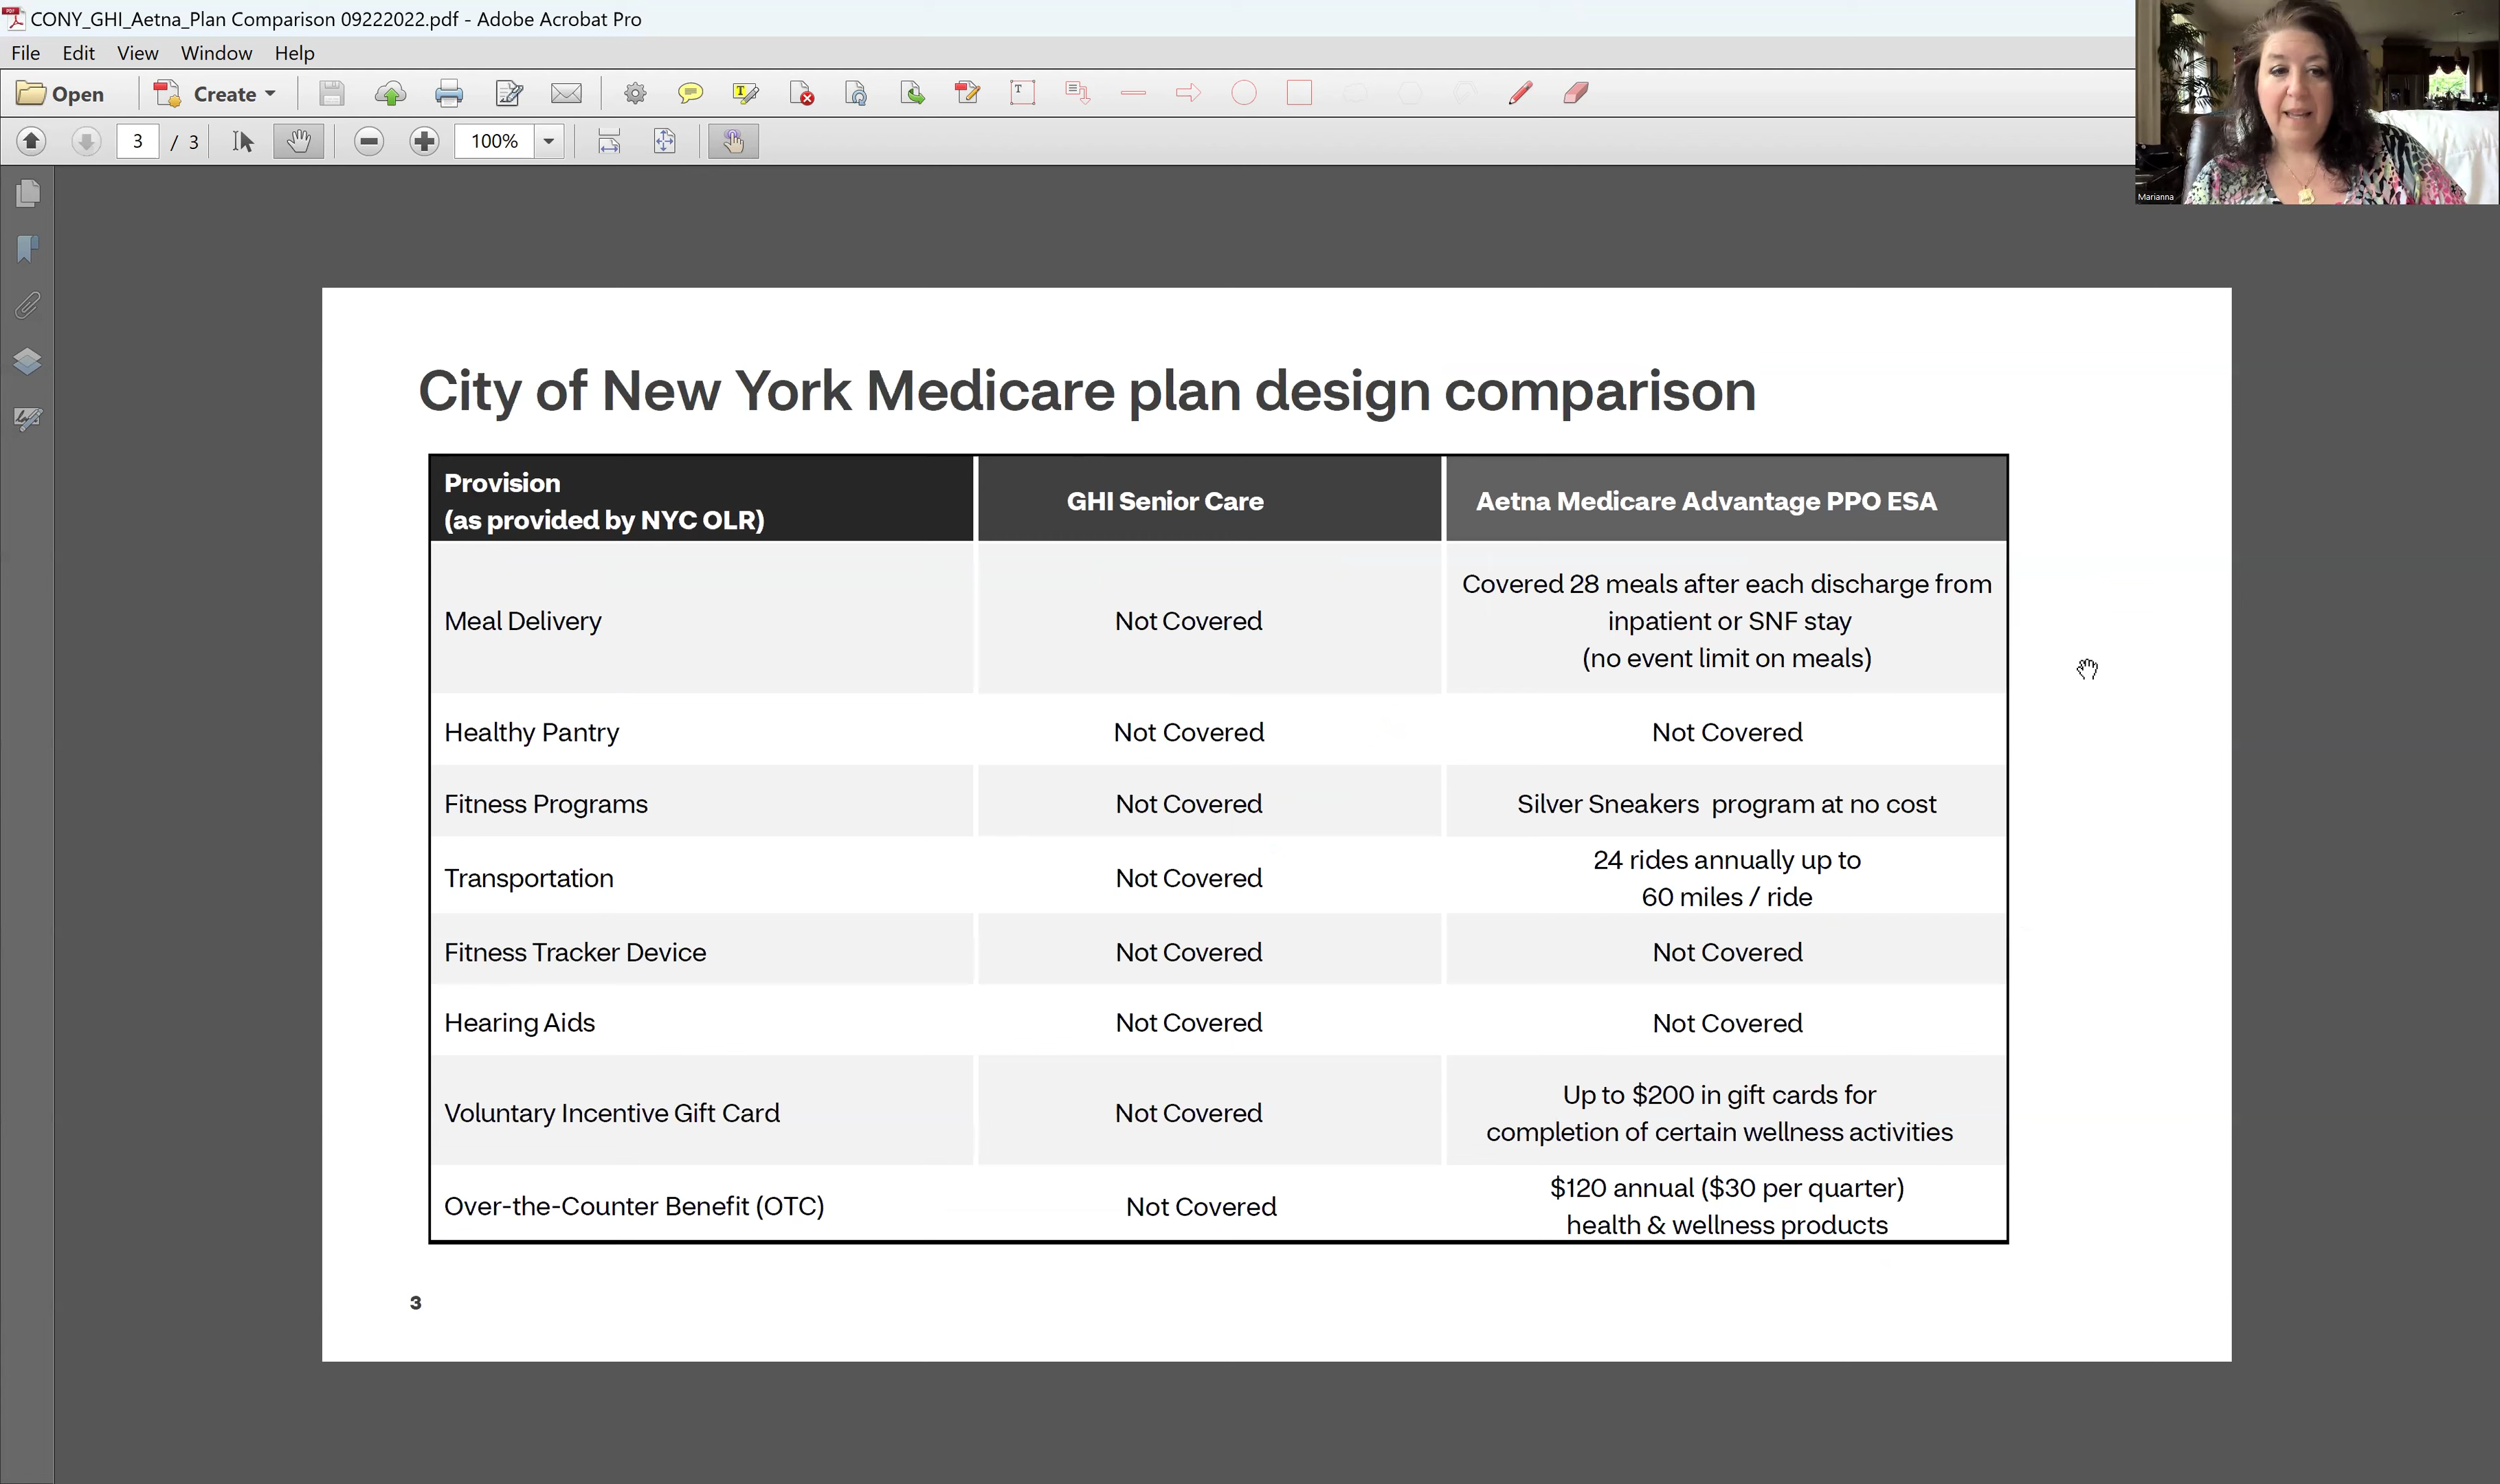 CONY_GHI_Aetna_Plan Comparison 09222022.pdf - Adobe Acrobat Pro
File Edit View Window Help
Open Create
3 / 3 100%
Marianna
City of New York Medicare plan design comparison
Provision
(as provided by NYC OLR)
GHI Senior Care
Aetna Medicare Advantage PPO ESA
Meal Delivery
Not Covered
Covered 28 meals after each discharge from
inpatient or SNF stay
(no event limit on meals)
Healthy Pantry
Not Covered
Not Covered
Fitness Programs
Not Covered
Silver Sneakers program at no cost
Transportation
Not Covered
24 rides annually up to
60 miles / ride
Fitness Tracker Device
Not Covered
Not Covered
Hearing Aids
Not Covered
Not Covered
Voluntary Incentive Gift Card
Not Covered
Up to $200 in gift cards for
completion of certain wellness activities
Over-the-Counter Benefit (OTC)
Not Covered
$120 annual ($30 per quarter)
health & wellness products
3